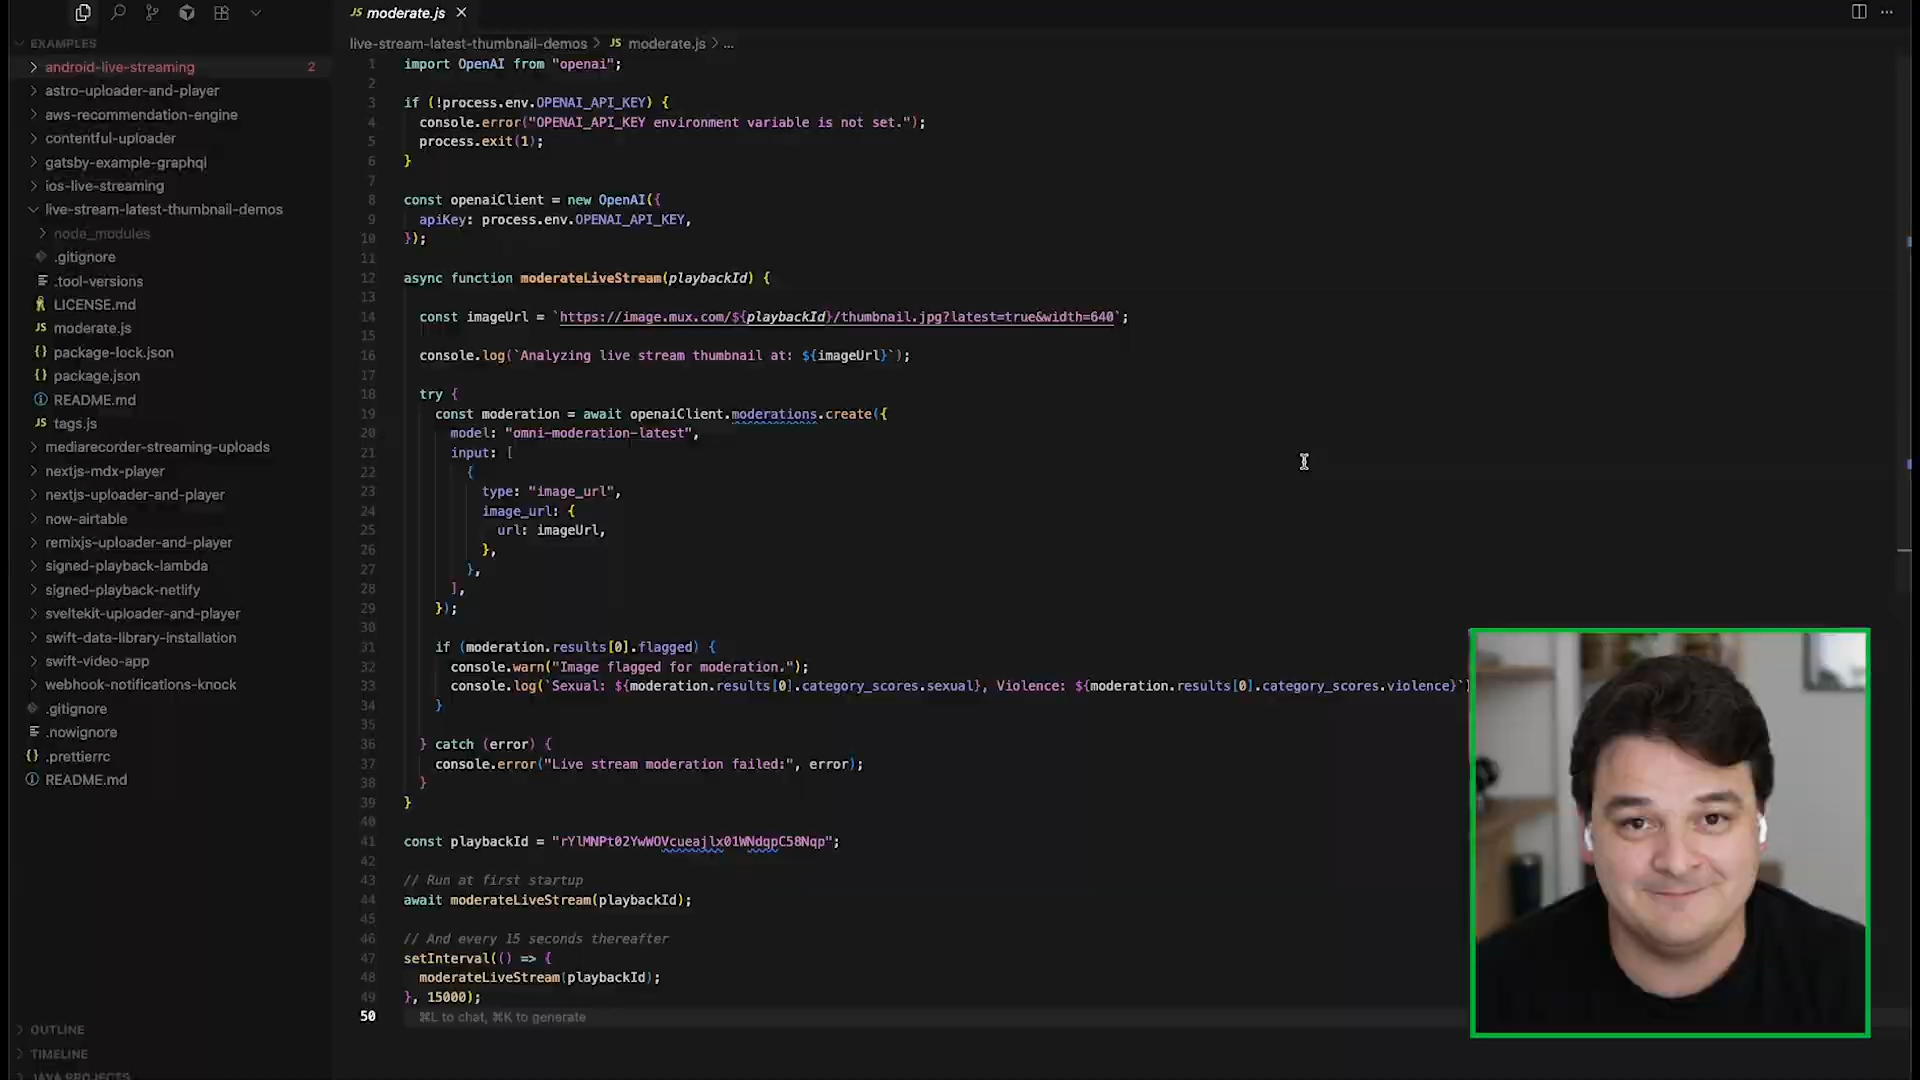 moderate.js
EXAMPLES
android-live-streaming 2
astro-uploader-and-player
aws-recommendation-engine
contentful-uploader
gatsby-example-graphql
ios-live-streaming
live-stream-latest-thumbnail-demos
node_modules
.gitignore
.tool-versions
LICENSE.md
moderate.js
package-lock.json
package.json
README.md
tags.js
mediarecorder-streaming-uploads
nextjs-mdx-player
nextjs-uploader-and-player
now-airtable
remixjs-uploader-and-player
signed-playback-lambda
signed-playback-netlify
sveltekit-uploader-and-player
swift-data-library-installation
swift-video-app
webhook-notifications-knock
.gitignore
.nowignore
.prettierrc
README.md
OUTLINE
TIMELINE
JAVA PROJECTS
live-stream-latest-thumbnail-demos > JS moderate.js > ...
1 import OpenAI from "openai";
2
3 if (!process.env.OPENAI_API_KEY) {
4 console.error("OPENAI_API_KEY environment variable is not set.");
5 process.exit(1);
6 }
7
8 const openaiClient = new OpenAI({
9 apiKey: process.env.OPENAI_API_KEY,
10 });
11
12 async function moderateLiveStream(playbackId) {
13
14 const imageUrl = `https://image.mux.com/${playbackId}/thumbnail.jpg?latest=true&width=640`;
15
16 console.log(`Analyzing live stream thumbnail at: ${imageUrl}`);
17
18 try {
19 const moderation = await openaiClient.moderations.create({
20 model: "omni-moderation-latest",
21 input: [
22 {
23 type: "image_url",
24 image_url: {
25 url: imageUrl,
26 },
27 },
28 ],
29 });
30
31 if (moderation.results[0].flagged) {
32 console.warn("Image flagged for moderation.");
33 console.log(`Sexual: ${moderation.results[0].category_scores.sexual}, Violence: ${moderation.results[0].category_scores.violence}`)
34 }
35
36 } catch (error) {
37 console.error("Live stream moderation failed:", error);
38 }
39 }
40
41 const playbackId = "rYlMNPt02YwWOVcueajlx01WNdqpC58Nqp";
42
43 // Run at first startup
44 await moderateLiveStream(playbackId);
45
46 // And every 15 seconds thereafter
47 setInterval(() => {
48 moderateLiveStream(playbackId);
49 }, 15000);
50 ⌘L to chat, ⌘K to generate